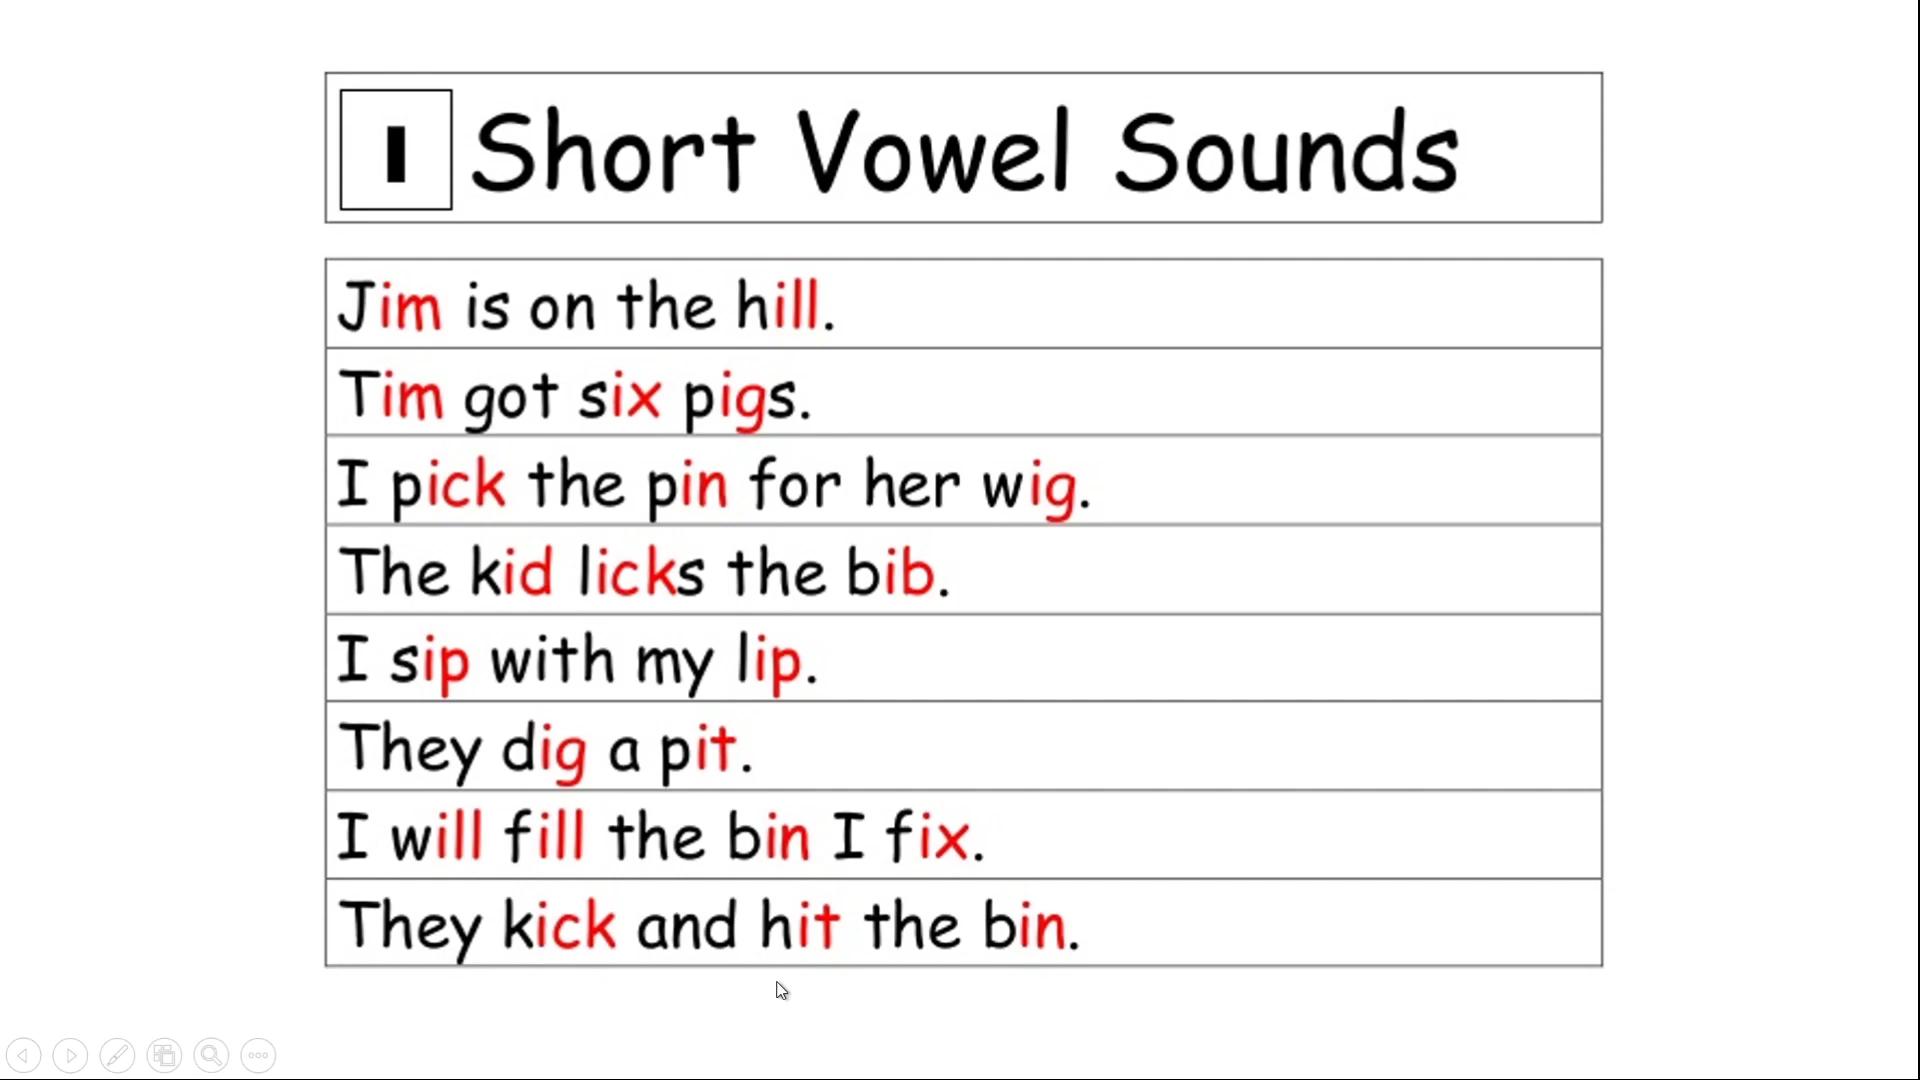 I Short Vowel Sounds
Jim is on the hill.
Tim got six pigs.
I pick the pin for her wig.
The kid licks the bib.
I sip with my lip.
They dig a pit.
I will fill the bin I fix.
They kick and hit the bin.